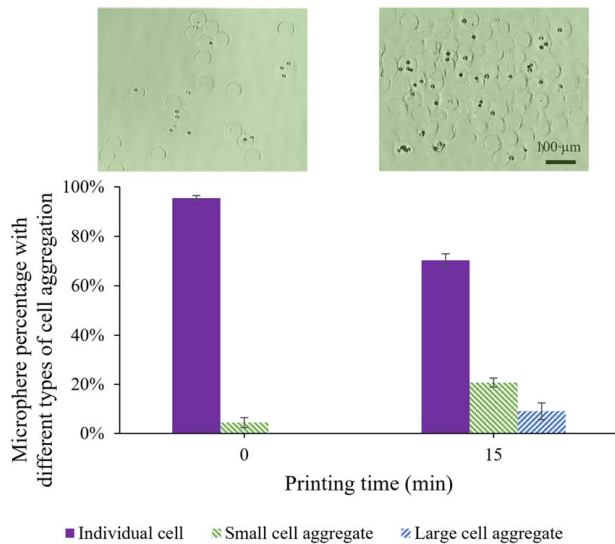 100-μm
100%
80%
60%
40%
20%
0%
Microphere percentage with
different types of cell aggregation
0 15
Printing time (min)
Individual cell Small cell aggregate Large cell aggregate